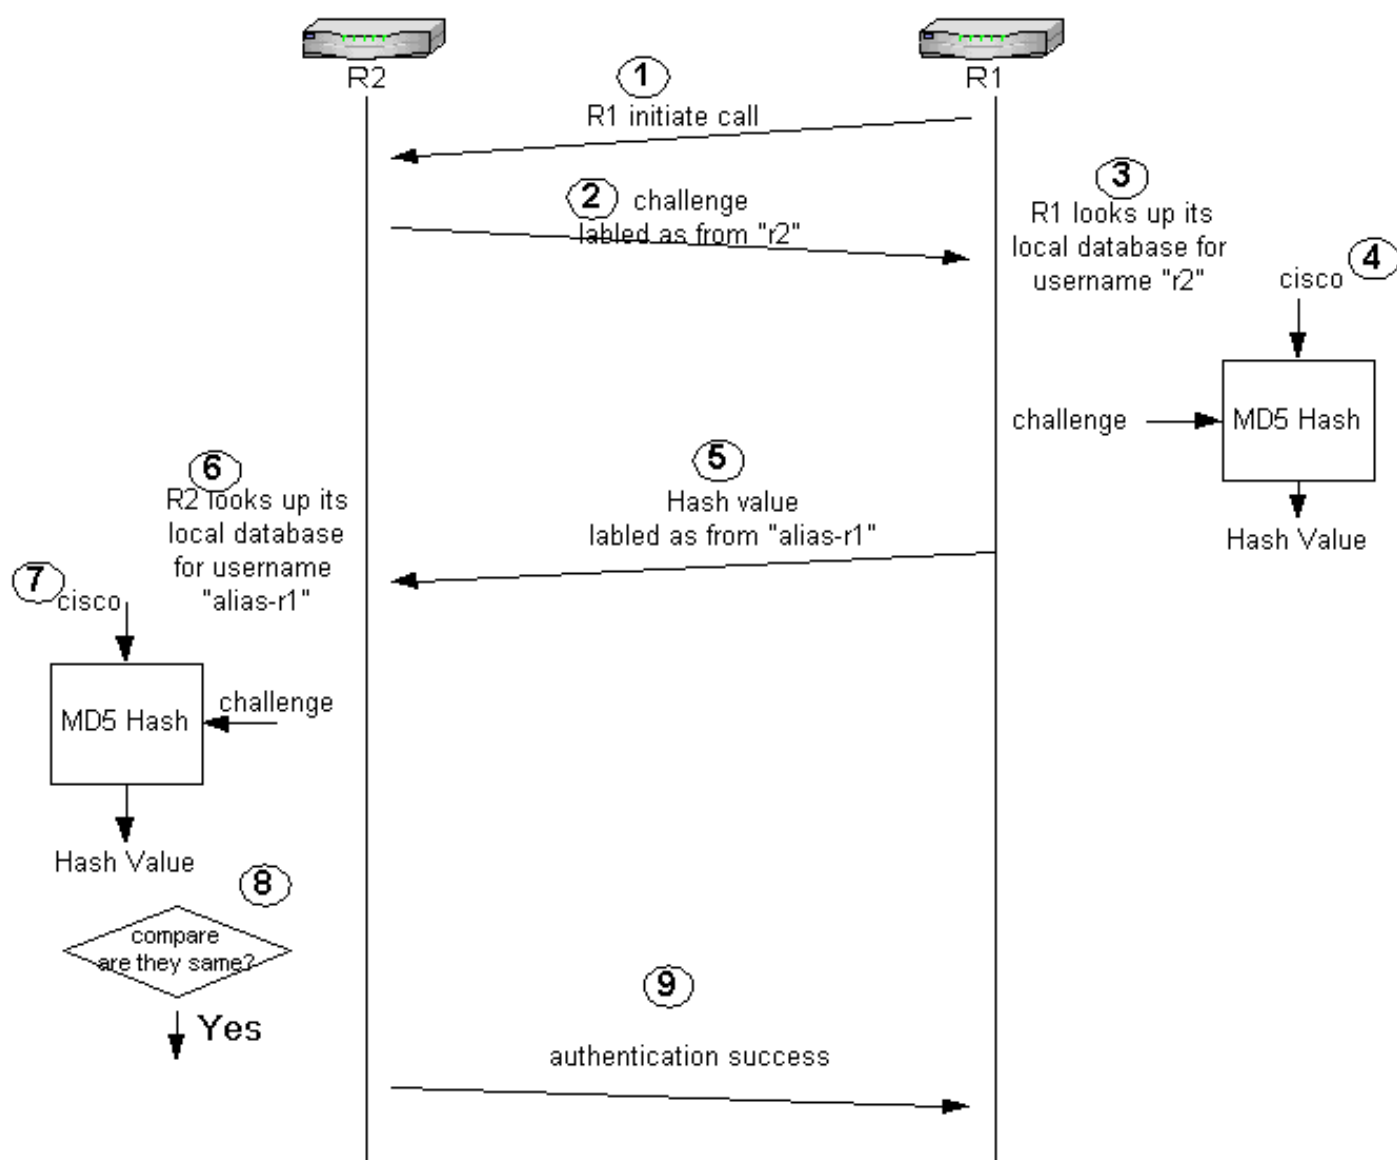 R2
R1
1
R1 initiate call
2
challenge
labled as from "r2"
3
R1 looks up its
local database for
username "r2"
4
cisco
challenge
MD5 Hash
Hash Value
5
Hash value
labled as from "alias-r1"
6
R2 looks up its
local database
for username
"alias-r1"
7
cisco
challenge
MD5 Hash
Hash Value
8
compare
are they same?
Yes
9
authentication success